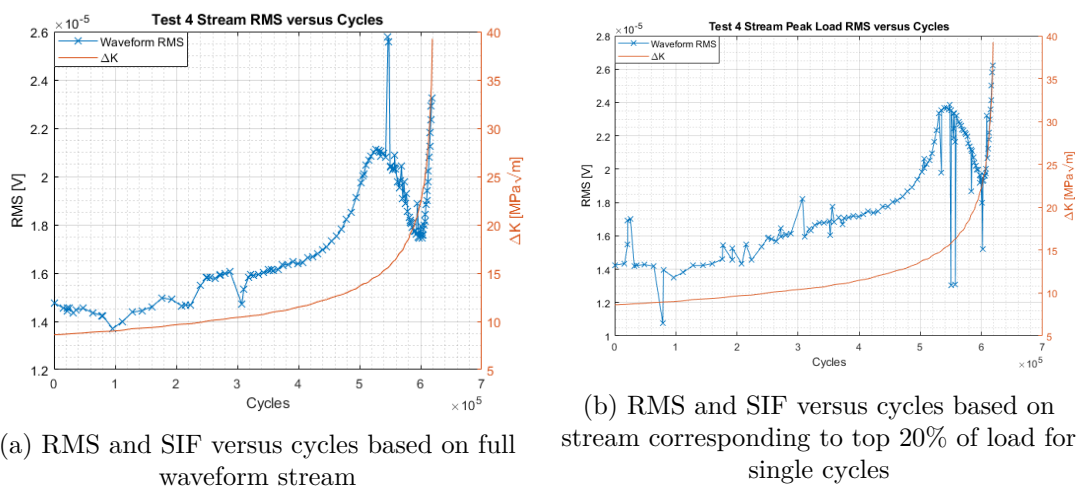 Test 4 Stream RMS versus Cycles
×10⁻⁵
2.6
2.4
2.2
2
1.8
1.6
1.4
1.2
RMS [V]
Waveform RMS
ΔK
40
35
30
25
20
15
10
5
ΔK [MPa√m]
0 1 2 3 4 5 6 7
Cycles
×10⁵
(a) RMS and SIF versus cycles based on full
waveform stream
Test 4 Stream Peak Load RMS versus Cycles
×10⁻⁵
2.8
2.6
2.4
2.2
2
1.8
1.6
1.4
1.2
1
RMS [V]
Waveform RMS
ΔK
40
35
30
25
20
15
10
5
ΔK [MPa√m]
0 1 2 3 4 5 6 7
Cycles
×10⁵
(b) RMS and SIF versus cycles based on
stream corresponding to top 20% of load for
single cycles